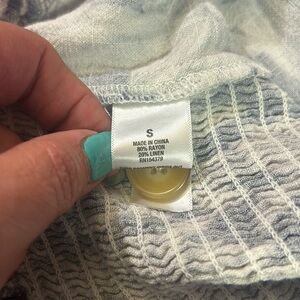 S
MADE IN CHINA
80% RAYON
20% LINEN
RN104379